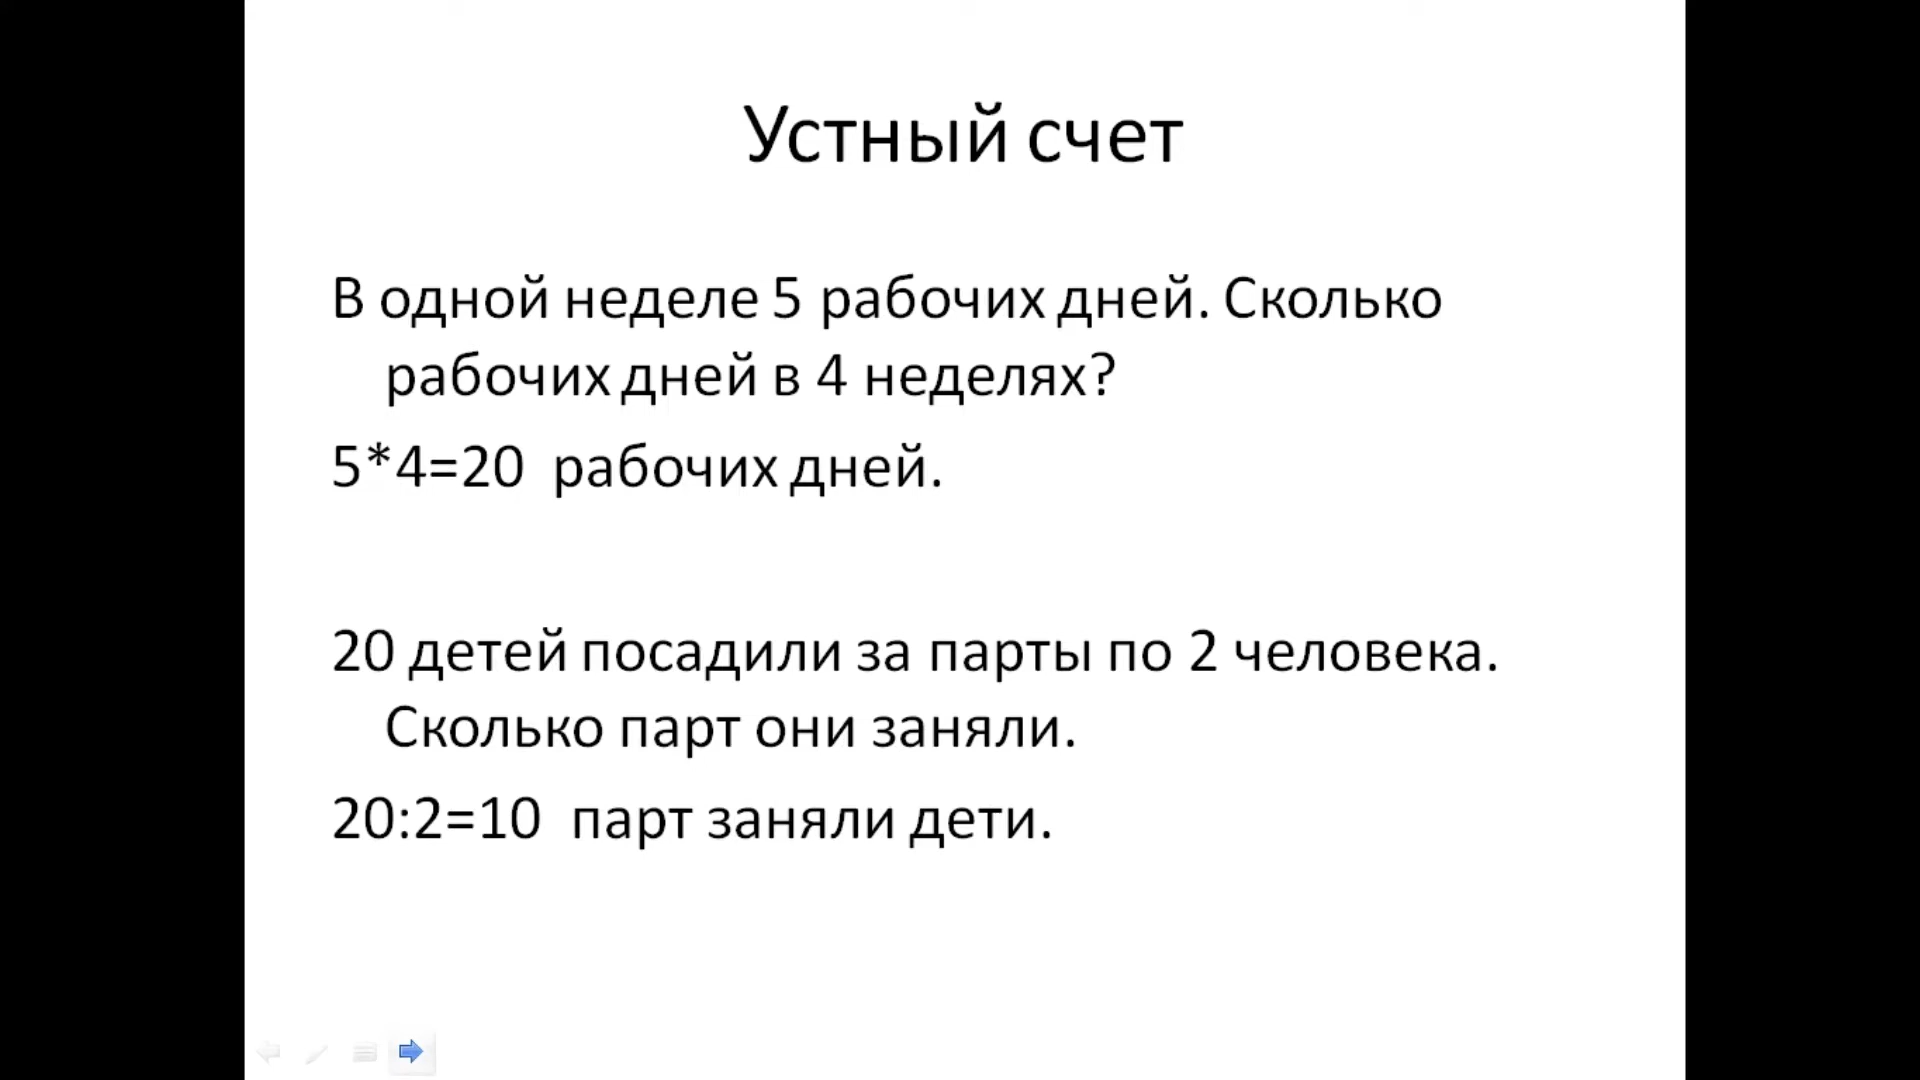 Устный счет
В одной неделе 5 рабочих дней. Сколько
рабочих дней в 4 неделях?
5*4=20 рабочих дней.
20 детей посадили за парты по 2 человека.
Сколько парт они заняли.
20:2=10 парт заняли дети.